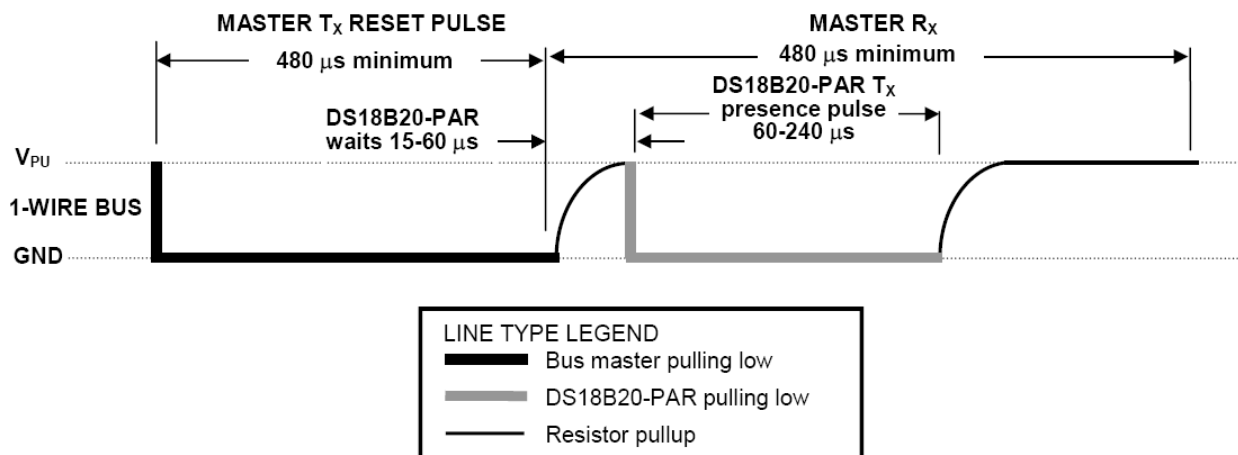 MASTER TX RESET PULSE
480 μs minimum
MASTER RX
480 μs minimum
DS18B20-PAR
waits 15-60 μs
DS18B20-PAR TX
presence pulse
60-240 μs
VPU
1-WIRE BUS
GND
LINE TYPE LEGEND
Bus master pulling low
DS18B20-PAR pulling low
Resistor pullup